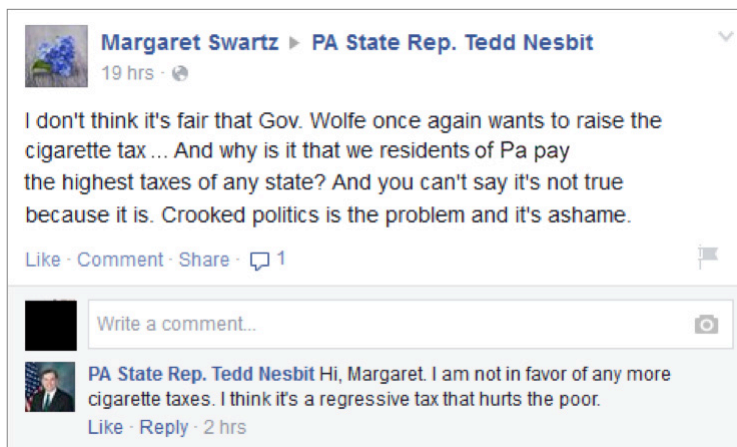 Margaret Swartz ▸ PA State Rep. Tedd Nesbit
19 hrs ·
I don't think it's fair that Gov. Wolfe once again wants to raise the
cigarette tax ... And why is it that we residents of Pa pay
the highest taxes of any state? And you can't say it's not true
because it is. Crooked politics is the problem and it's ashame.
Like · Comment · Share · 1
Write a comment...
PA State Rep. Tedd Nesbit Hi, Margaret. I am not in favor of any more
cigarette taxes. I think it's a regressive tax that hurts the poor.
Like · Reply · 2 hrs